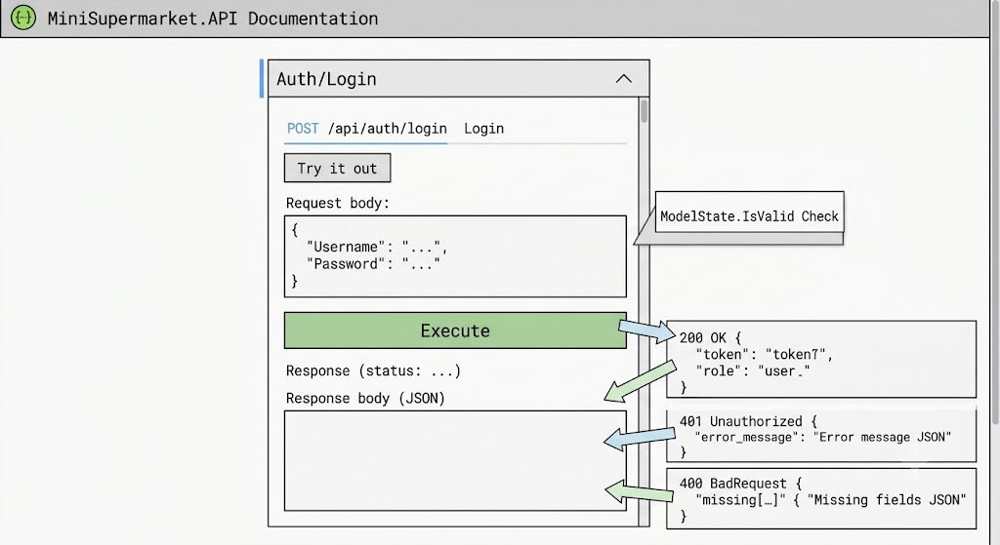 {···} MiniSupermarket.API Documentation
Auth/Login
POST /api/auth/login Login
Try it out
Request body:
{
"Username": "...",
"Password": "..."
}
ModelState.IsValid Check
Execute
Response (status: ...)
Response body (JSON)
200 OK {
"token": "token?",
"role": "user."
}
401 Unauthorized {
"error_message": "Error message JSON"
}
400 BadRequest {
"missing[…]" { "Missing fields JSON"
}